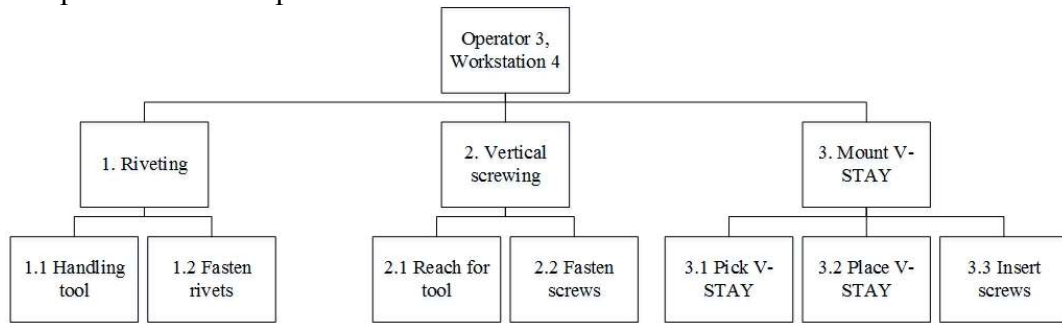 Operator 3,
Workstation 4
1. Riveting
2. Vertical
screwing
3. Mount V-
STAY
1.1 Handling
tool
1.2 Fasten
rivets
2.1 Reach for
tool
2.2 Fasten
screws
3.1 Pick V-
STAY
3.2 Place V-
STAY
3.3 Insert
screws